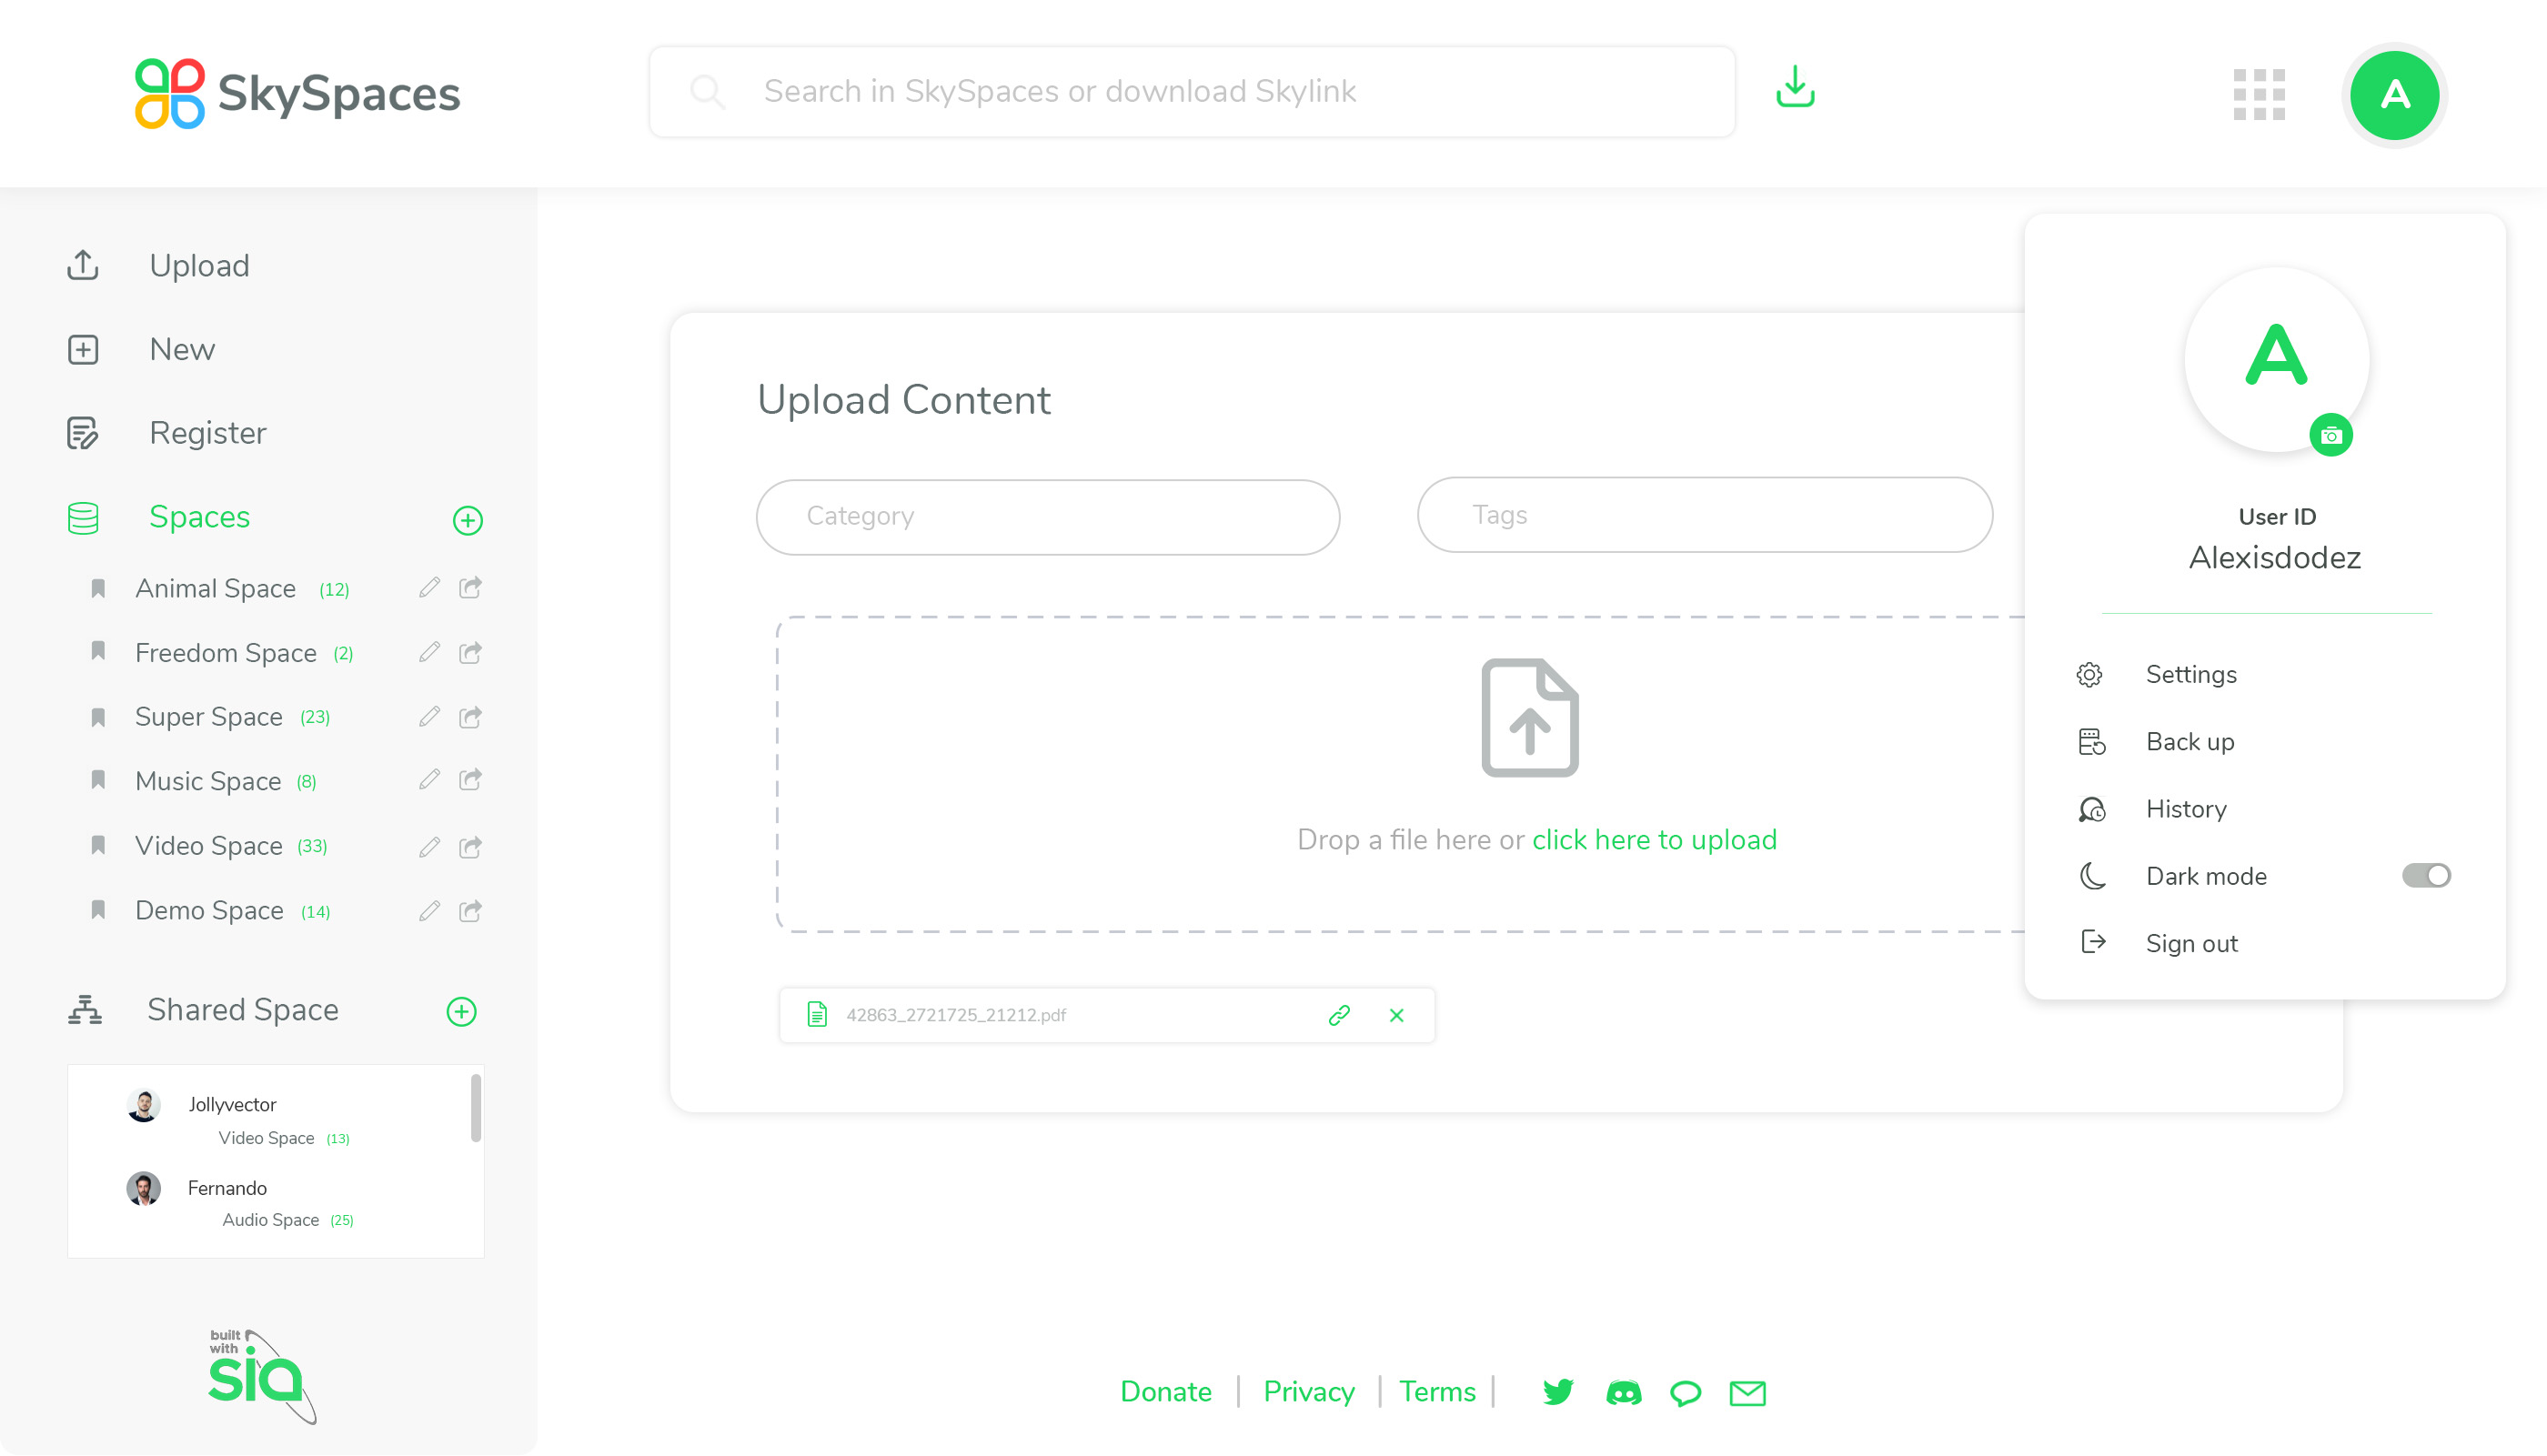 SkySpaces
Search in SkySpaces or download Skylink
A
Upload
New
Register
Spaces
Animal Space (12)
Freedom Space (2)
Super Space (23)
Music Space (8)
Video Space (33)
Demo Space (14)
Shared Space
Jollyvector
Video Space (13)
Fernando
Audio Space (25)
built
with
sia
Upload Content
Category
Tags
Drop a file here or click here to upload
42863_2721725_21212.pdf
A
User ID
Alexisdodez
Settings
Back up
History
Dark mode
Sign out
Donate | Privacy | Terms |